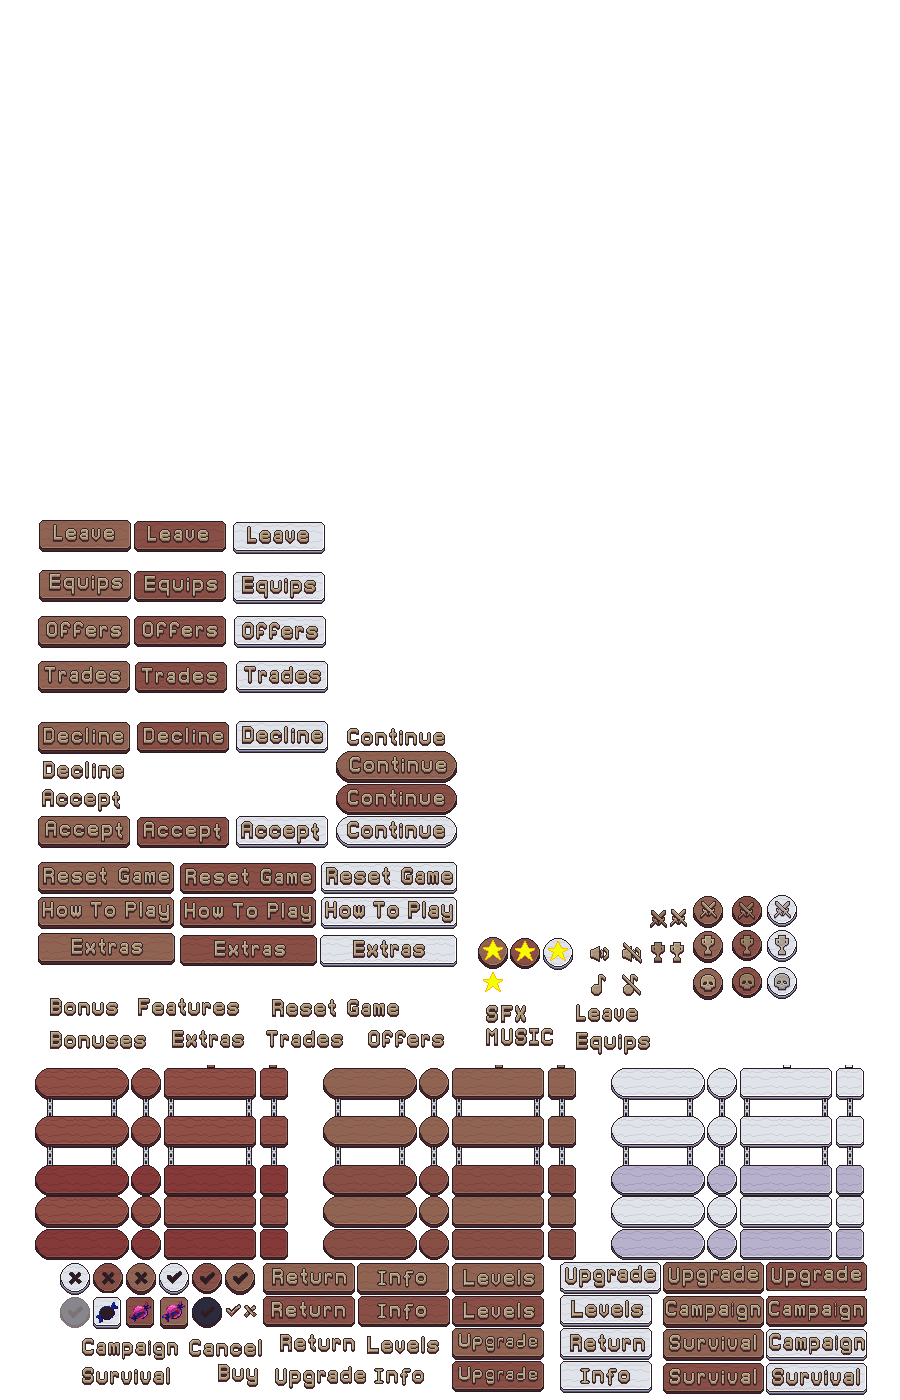 Leave Leave Leave
Equips Equips Equips
Offers Offers Offers
Trades Trades Trades
Decline Decline Decline Continue
Decline Continue
Accept Continue
Accept Accept Accept Continue
Reset Game Reset Game Reset Game
How To Play How To Play How To Play
Extras Extras Extras
Bonus Features Reset Game SFX Leave
Bonuses Extras Trades Offers MUSIC Equips
Return Info Levels Upgrade Upgrade Upgrade
Return Info Levels Levels Campaign Campaign
Campaign Cancel Return Levels Upgrade Return Survival Campaign
Survival Buy Upgrade Info Upgrade Info Survival Survival